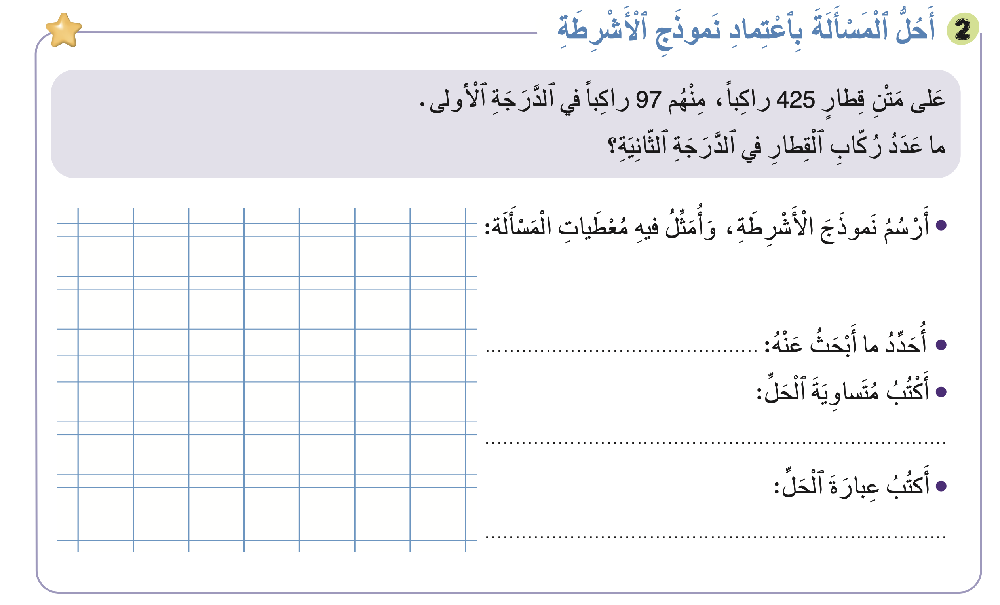 2 أَحُلُّ ٱلْمَسْأَلَةَ بِٱعْتِمادِ نَموذَجِ ٱلْأَشْرِطَةِ
عَلى مَتْنِ قِطارٍ 425 راكِباً، مِنْهُم 97 راكِباً في ٱلدَّرَجَةِ ٱلْأولى.
ما عَدَدُ رُكّابِ ٱلْقِطارِ في ٱلدَّرَجَةِ ٱلثّانِيَةِ؟
• أَرْسُمُ نَموذَجَ الْأَشْرِطَةِ، وَأُمَثِّلُ فيهِ مُعْطَياتِ الْمَسْأَلَة:
• أُحَدِّدُ ما أَبْحَثُ عَنْهُ: .............................................
• أَكْتُبُ مُتَساوِيَةَ ٱلْحَلِّ:
............................................................................
• أَكتُبُ عِبارَةَ ٱلْحَلِّ:
............................................................................